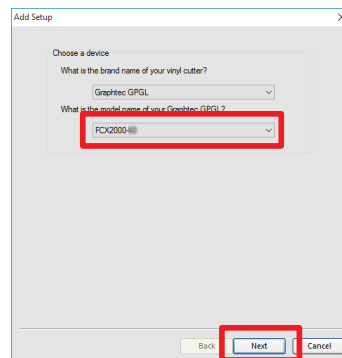 Add Setup
Choose a device
What is the brand name of your vinyl cutter?
Graphtec GPGL
What is the model name of your Graphtec GPGL?
FCX2000-
Back
Next
Cancel